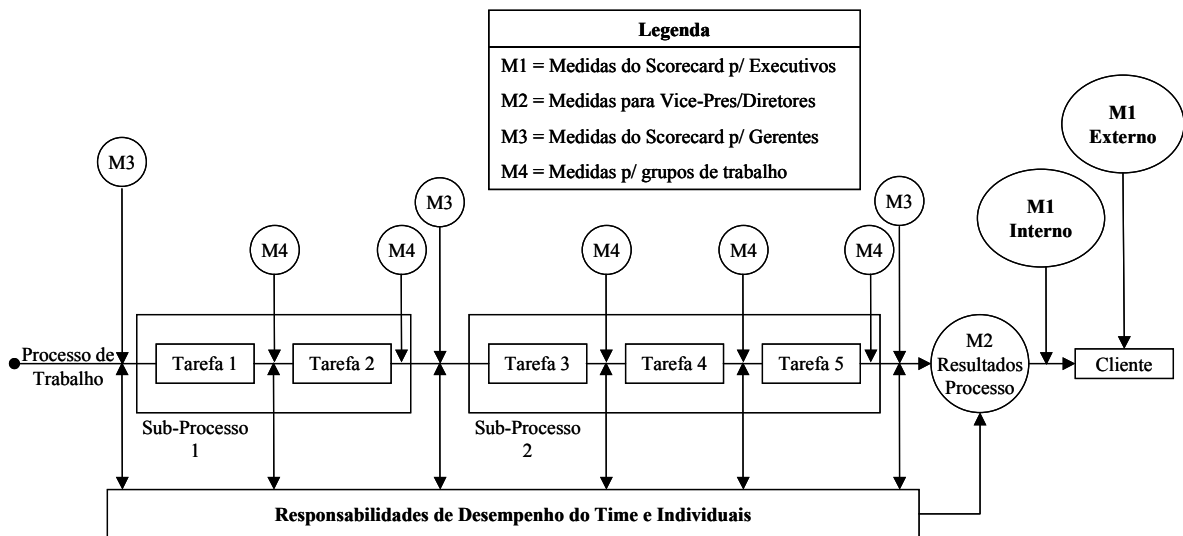 Legenda
M1 = Medidas do Scorecard p/ Executivos
M2 = Medidas para Vice-Pres/Diretores
M3 = Medidas do Scorecard p/ Gerentes
M4 = Medidas p/ grupos de trabalho
M1
Externo
M1
Interno
M3
M3
M3
M4
M4
M4
M4
M4
Processo de
Trabalho
Tarefa 1
Tarefa 2
Tarefa 3
Tarefa 4
Tarefa 5
M2
Resultados
Processo
Cliente
Sub-Processo
1
Sub-Processo
2
Responsabilidades de Desempenho do Time e Individuais